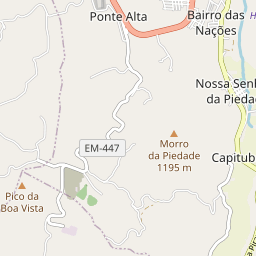 Ponte Alta
Bairro das
Nações
Nossa Senh
da Piedad
EM-447
Morro
da Piedade
1195 m
Capitub
Pico da
Boa Vista